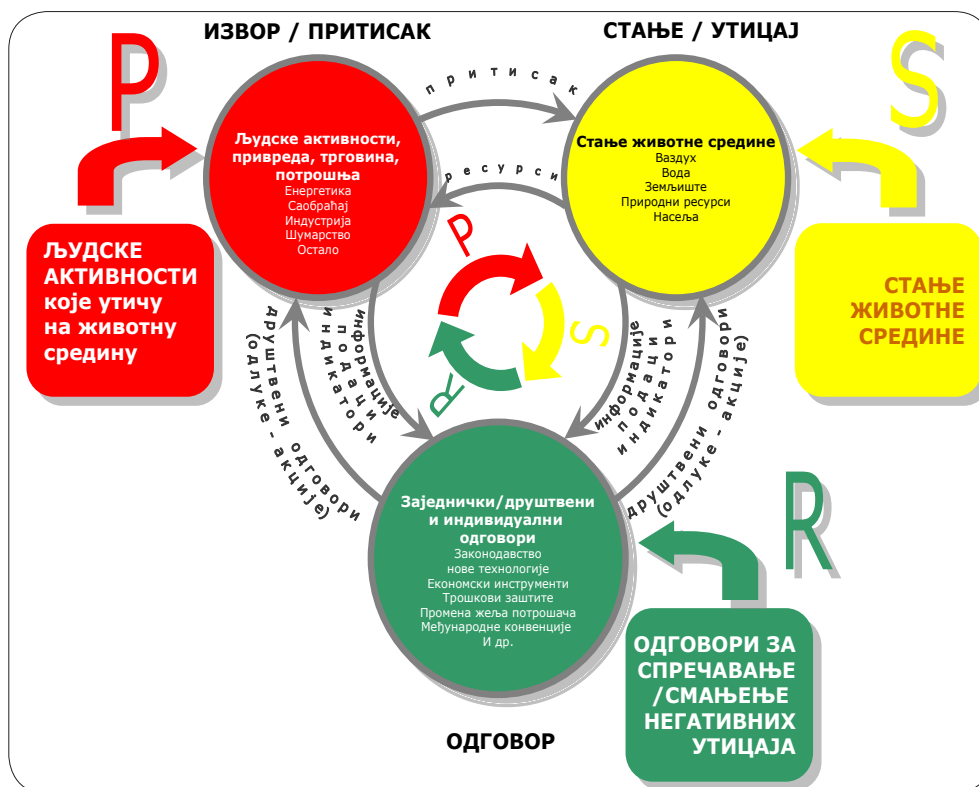 ИЗВОР / ПРИТИСАК
СТАЊЕ / УТИЦАЈ
P
S
притисак
Људске активности,
привреда, трговина,
потрошња
Енергетика
Саобраћај
Индустрија
Шумарство
Остало
Стање животне средине
Ваздух
Вода
Земљиште
Природни ресурси
Насеља
ресурси
ЉУДСКЕ
АКТИВНОСТИ
које утичу
на животну
средину
P
S
R
СТАЊЕ
ЖИВОТНЕ
СРЕДИНЕ
друштвени одговори
(одлуке - акције)
информације
подаци
индикатори
информације
подаци
индикатори
друштвени одговори
(одлуке - акције)
Заједнички/друштвени
и индивидуални
одговори
Законодавство
нове технологије
Економски инструменти
Трошкови заштите
Промена жеља потрошача
Међународне конвенције
И др.
R
ОДГОВОРИ ЗА
СПРЕЧАВАЊЕ
/СМАЊЕЊЕ
НЕГАТИВНИХ
УТИЦАЈА
ОДГОВОР